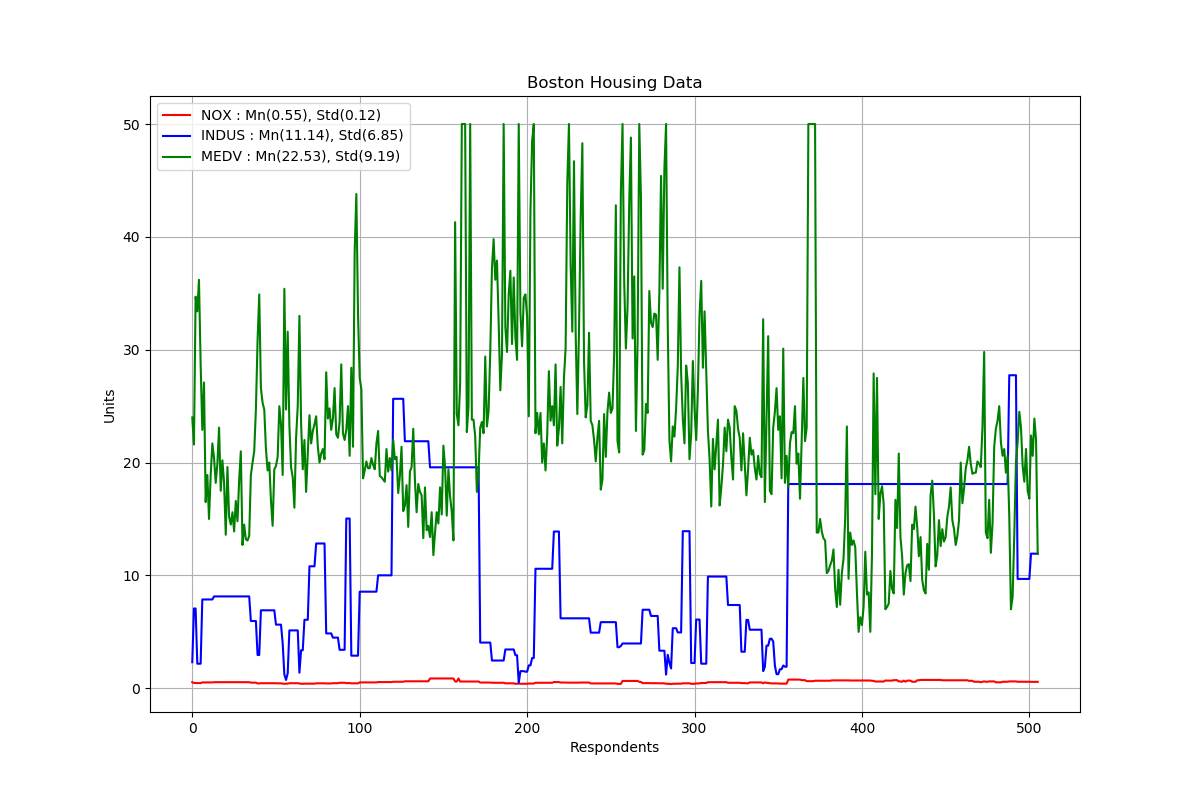 Boston Housing Data
NOX : Mn(0.55), Std(0.12)
INDUS : Mn(11.14), Std(6.85)
MEDV : Mn(22.53), Std(9.19)
50
40
30
20
10
0
Units
0 100 200 300 400 500
Respondents